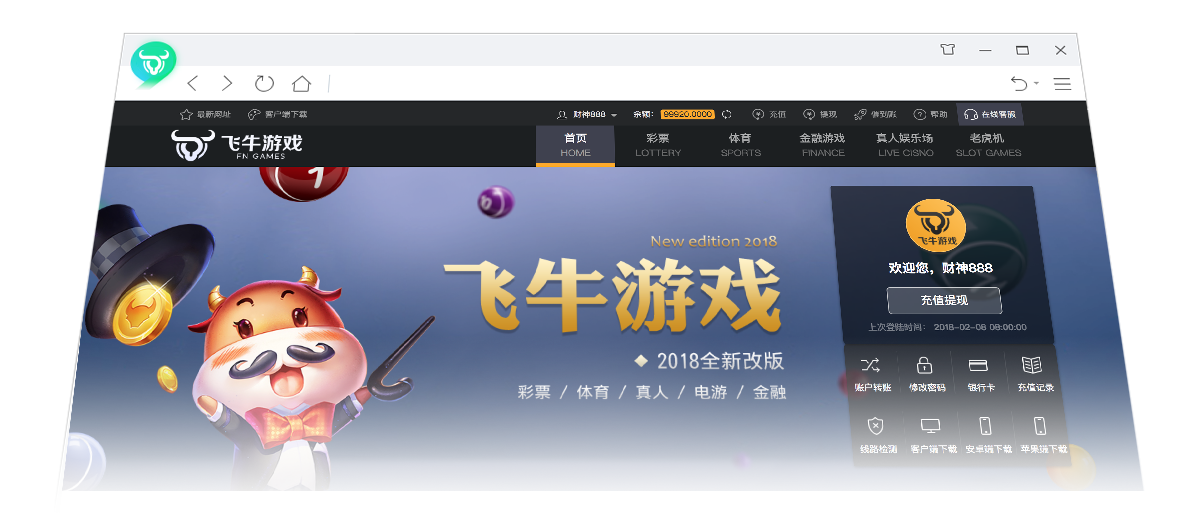 最新网址 客户端下载 财神888 余额: 99920.0000 充值 提现 帮助 在线客服
飞牛游戏
FN GAMES
首页 彩票 体育 金融游戏 真人娱乐场 老虎机
HOME LOTTERY SPORTS FINANCE LIVE CISNO SLOT GAMES
New edition 2018
飞牛游戏
◆ 2018全新改版
彩票 / 体育 / 真人 / 电游 / 金融
飞牛游戏
欢迎您，财神888
充值提现
上次登陆时间： 2018-02-08 08:00:00
账户转账 修改密码 银行卡 充值记录
线路检测 客户端下载 安卓端下载 苹果端下载